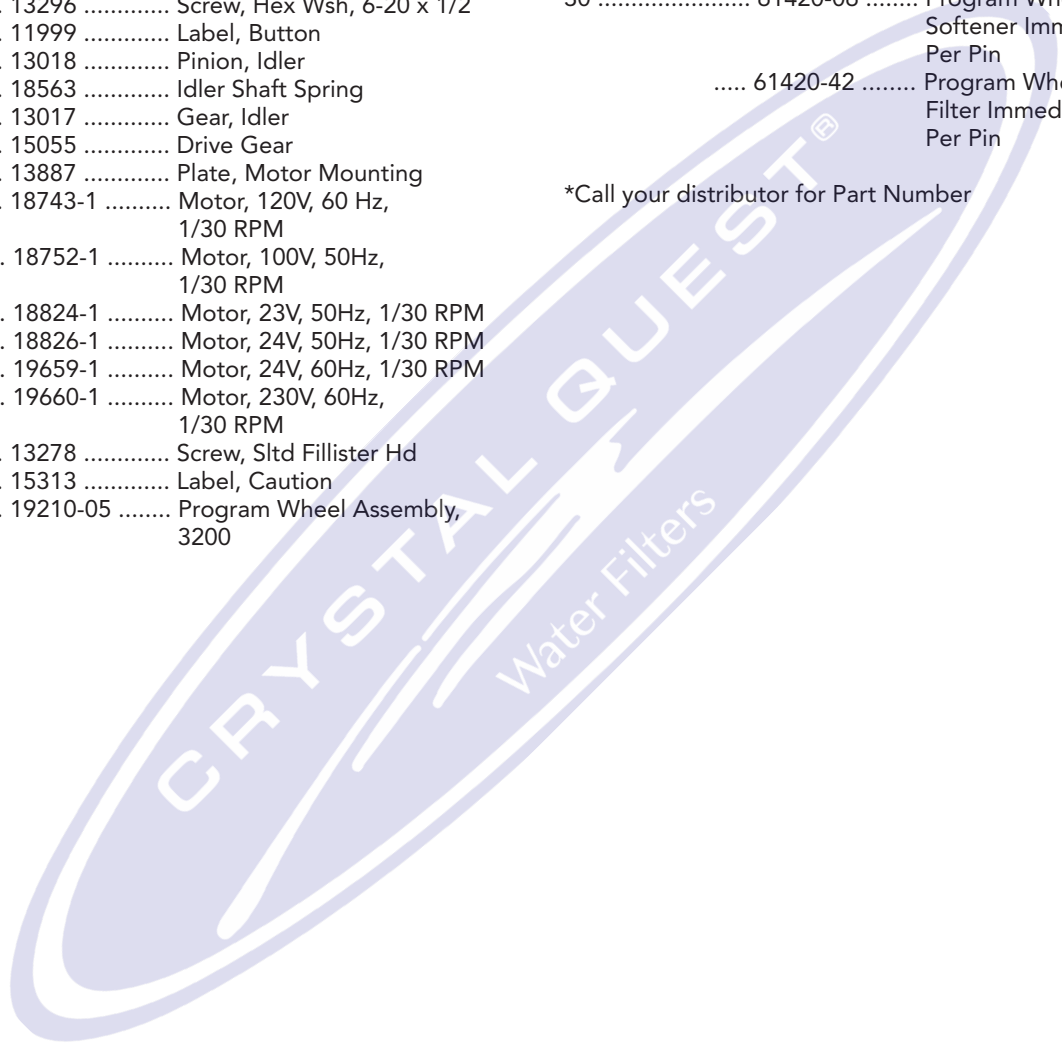 . 13296 ............. Screw, Hex Wsh, 6-20 x 1/2
. 11999 ............. Label, Button
. 13018 ............. Pinion, Idler
. 18563 ............. Idler Shaft Spring
. 13017 ............. Gear, Idler
. 15055 ............. Drive Gear
. 13887 ............. Plate, Motor Mounting
. 18743-1 .......... Motor, 120V, 60 Hz,
1/30 RPM
.. 18752-1 .......... Motor, 100V, 50Hz,
1/30 RPM
.. 18824-1 .......... Motor, 23V, 50Hz, 1/30 RPM
.. 18826-1 .......... Motor, 24V, 50Hz, 1/30 RPM
.. 19659-1 .......... Motor, 24V, 60Hz, 1/30 RPM
.. 19660-1 .......... Motor, 230V, 60Hz,
1/30 RPM
. 13278 ............. Screw, Sltd Fillister Hd
. 15313 ............. Label, Caution
. 19210-05 ........ Program Wheel Assembly,
3200
30 ....................... 61420-06 ........ Program
Softener
Per Pin
..... 61420-42 ........ Program
Filter
Per Pin
*Call your distributor for Part Number
CRYSTAL QUEST®
Water Filters